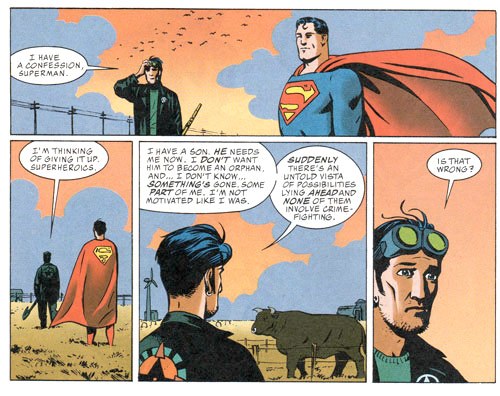 I HAVE
A CONFESSION,
SUPERMAN.
I'M THINKING
OF GIVING IT UP.
SUPERHEROICS.
I HAVE A SON. HE NEEDS
ME NOW. I DON'T WANT
HIM TO BECOME AN ORPHAN,
AND... I DON'T KNOW...
SOMETHING'S GONE. SOME
PART OF ME. I'M NOT
MOTIVATED LIKE I WAS.
SUDDENLY
THERE'S AN
UNTOLD VISTA
OF POSSIBILITIES
LYING AHEAD AND
NONE OF THEM
INVOLVE CRIME-
FIGHTING.
IS THAT
WRONG?